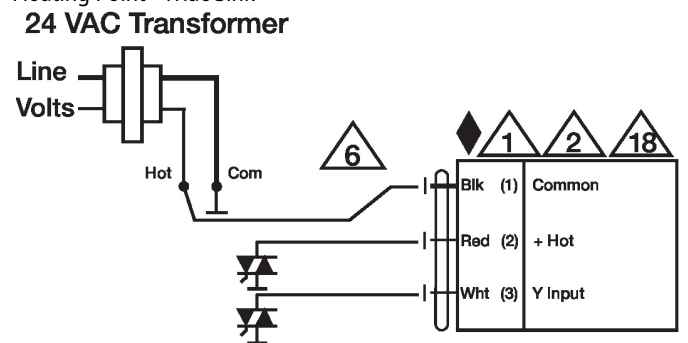 24 VAC Transformer
Line
Volts
Hot
Com
6
1
2
18
Blk (1) Common
Red (2) + Hot
Wht (3) Y Input